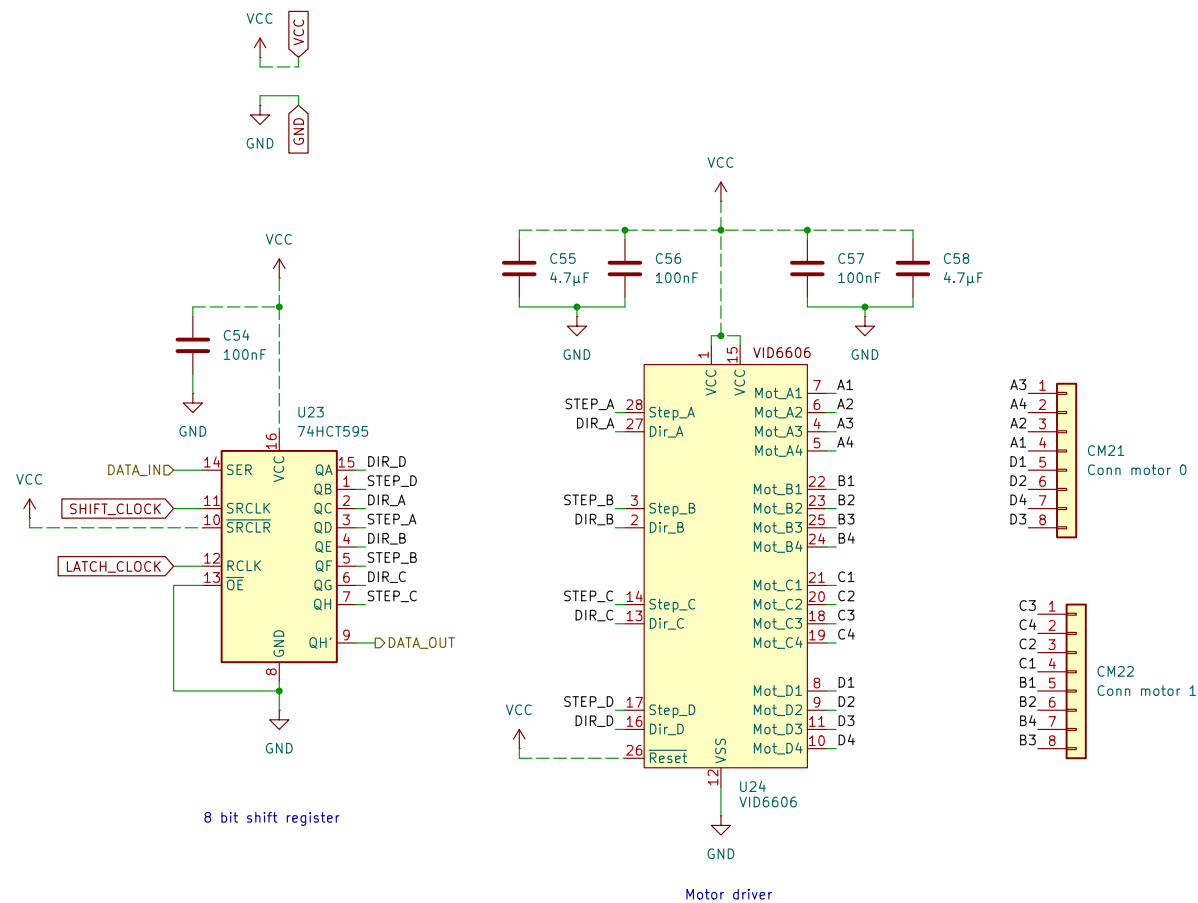 VCC
VCC
GND
GND
VCC
C54
100nF
GND
U23
74HCT595
VCC
DATA_IN
SHIFT_CLOCK
LATCH_CLOCK
14
11
10
12
13
SER
SRCLK
SRCLR
RCLK
OE
16
VCC
GND
8
QA
QB
QC
QD
QE
QF
QG
QH
QH'
15
1
2
3
4
5
6
7
9
DIR_D
STEP_D
DIR_A
STEP_A
DIR_B
STEP_B
DIR_C
STEP_C
DATA_OUT
GND
8 bit shift register
VCC
C55
4.7µF
C56
100nF
C57
100nF
C58
4.7µF
GND
GND
1
15
VCC
VCC
VID6606
STEP_A 28 Step_A
DIR_A 27 Dir_A
STEP_B 3 Step_B
DIR_B 2 Dir_B
STEP_C 14 Step_C
DIR_C 13 Dir_C
STEP_D 17 Step_D
DIR_D 16 Dir_D
VCC
26 Reset
Mot_A1 7 A1
Mot_A2 6 A2
Mot_A3 4 A3
Mot_A4 5 A4
Mot_B1 22 B1
Mot_B2 23 B2
Mot_B3 25 B3
Mot_B4 24 B4
Mot_C1 21 C1
Mot_C2 20 C2
Mot_C3 18 C3
Mot_C4 19 C4
Mot_D1 8 D1
Mot_D2 9 D2
Mot_D3 11 D3
Mot_D4 10 D4
VSS
12
U24
VID6606
GND
Motor driver
A3 1
A4 2
A2 3
A1 4
D1 5
D2 6
D4 7
D3 8
CM21
Conn motor 0
C3 1
C4 2
C2 3
C1 4
B1 5
B2 6
B4 7
B3 8
CM22
Conn motor 1